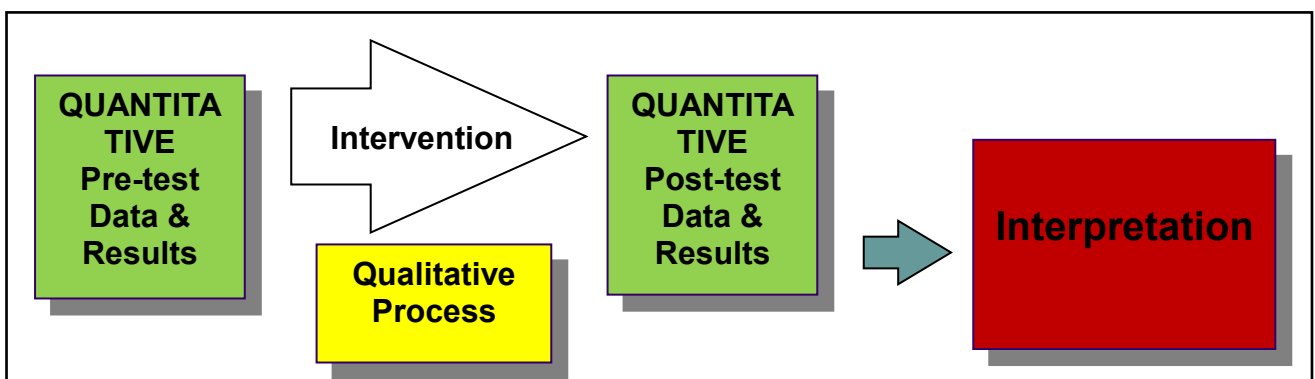 QUANTITA
TIVE
Pre-test
Data &
Results
Intervention
Qualitative
Process
QUANTITA
TIVE
Post-test
Data &
Results
Interpretation